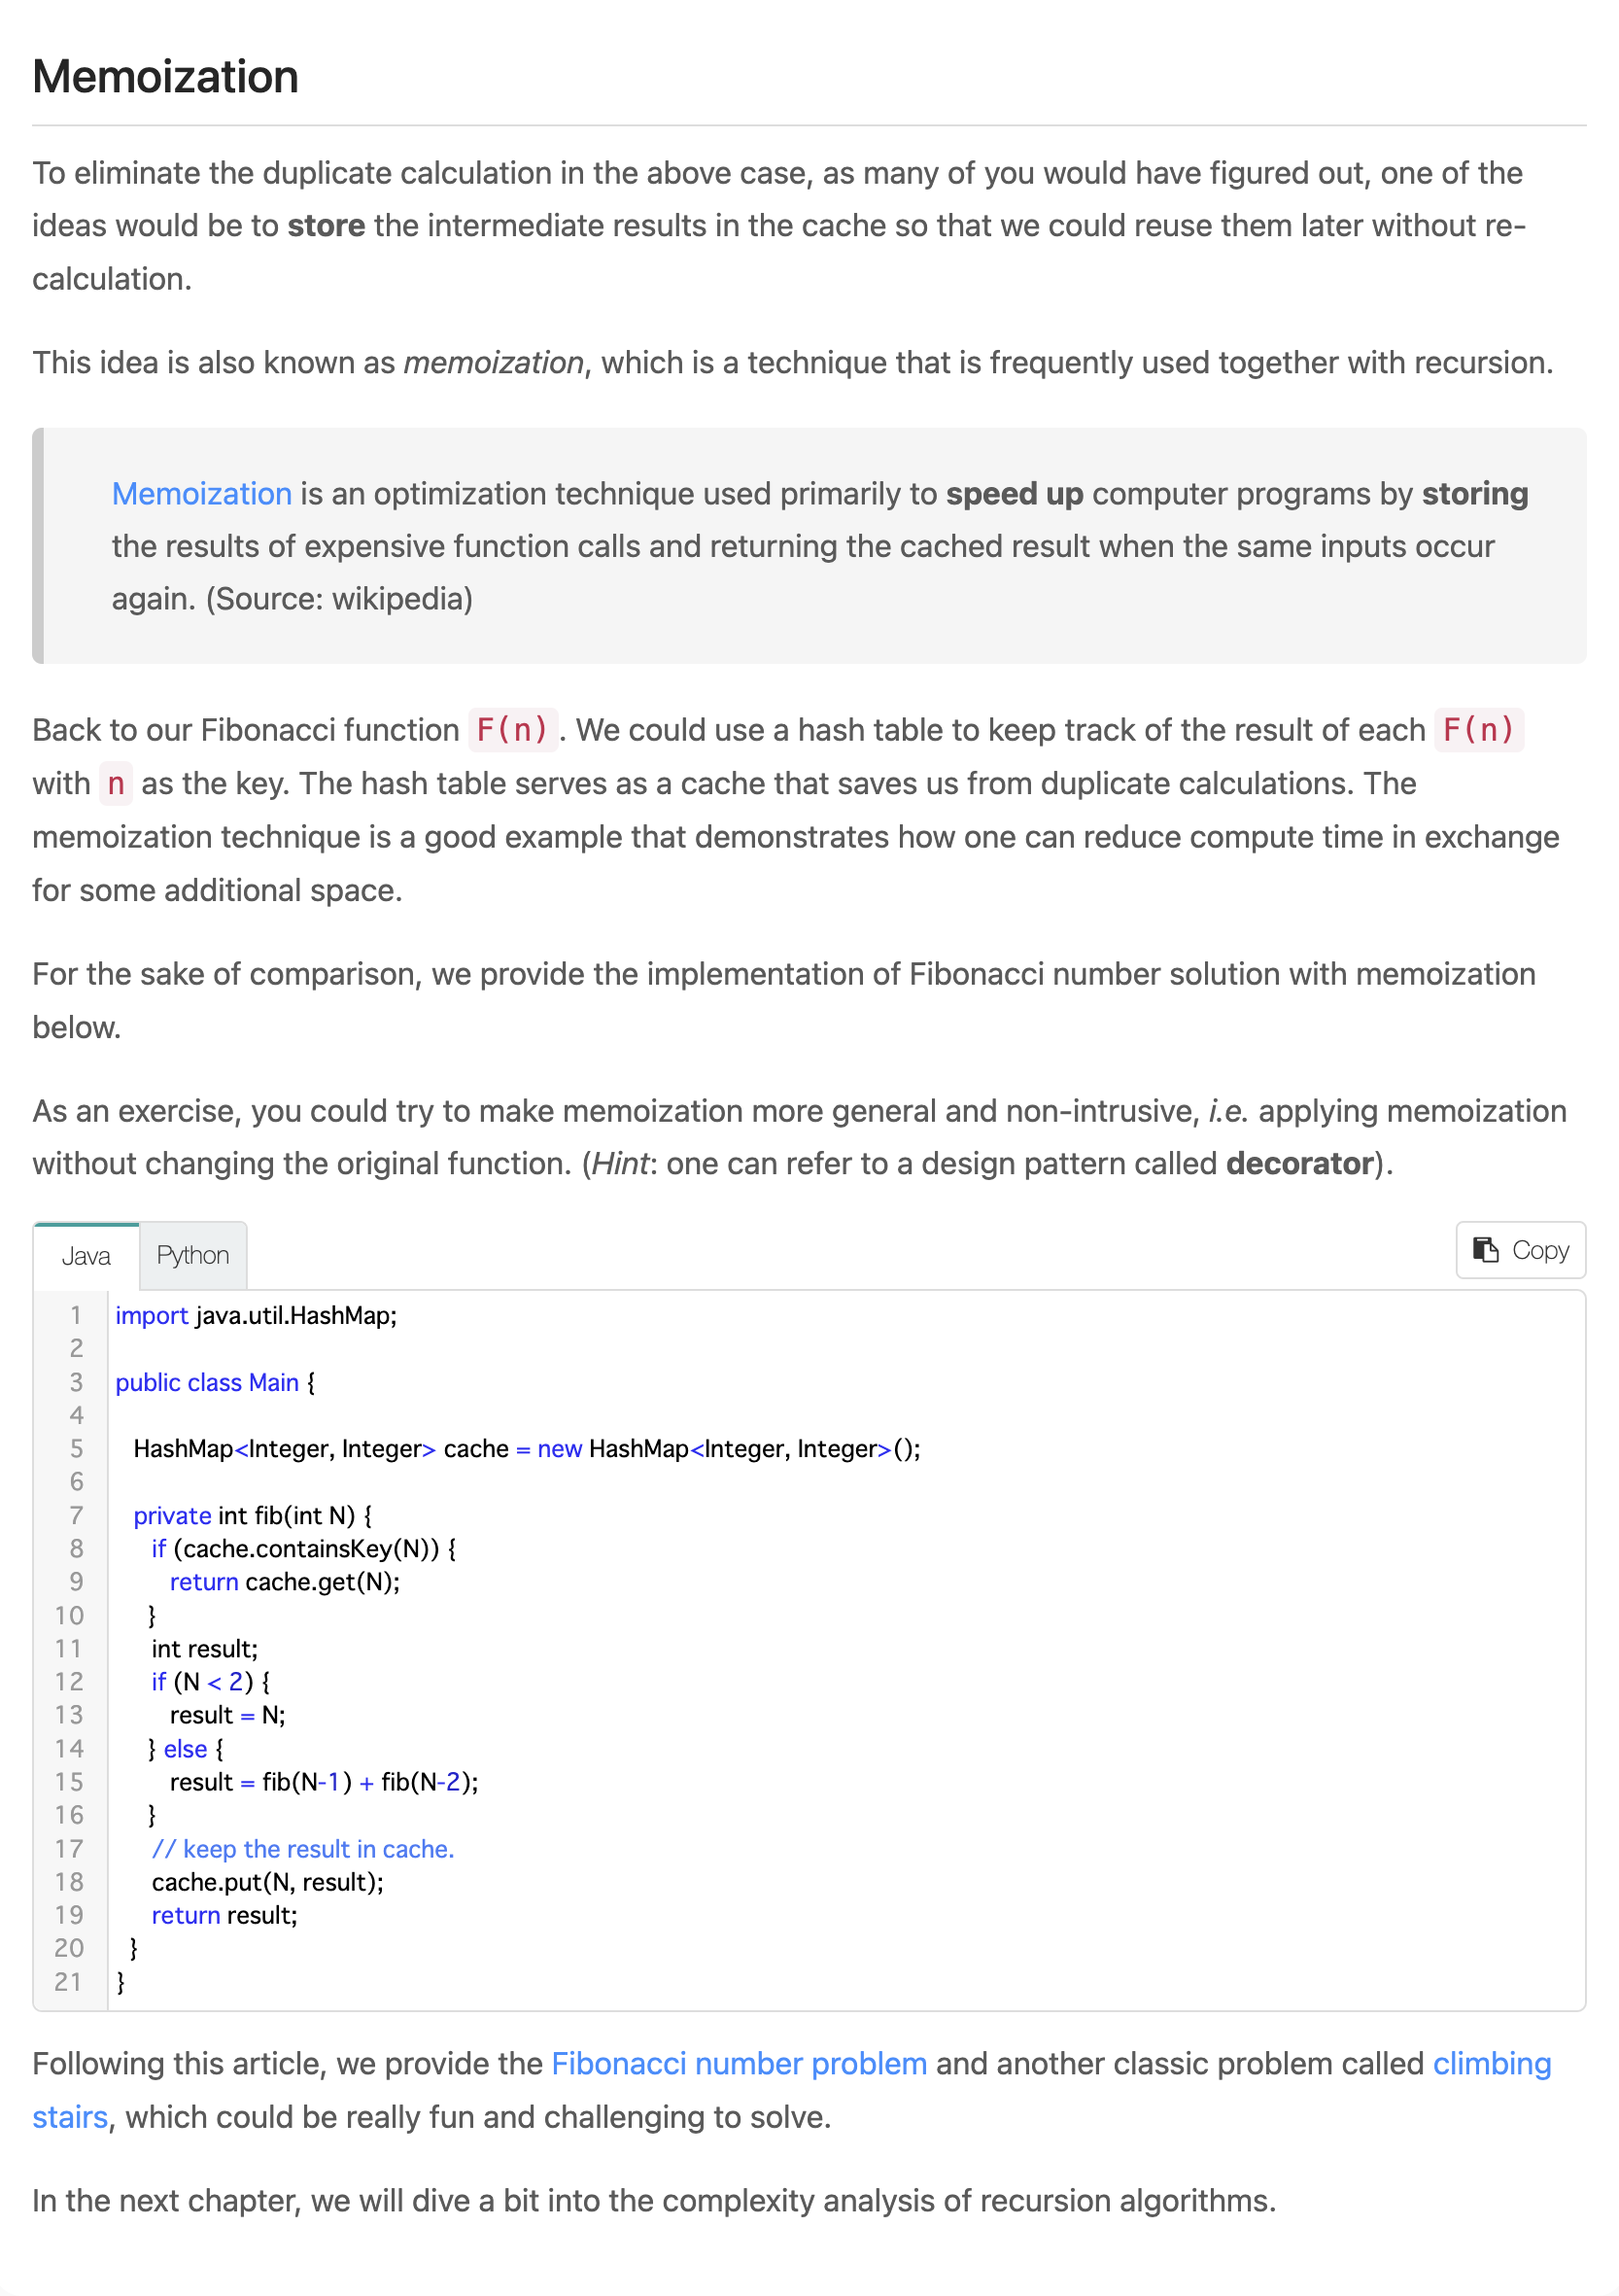 Memoization
To eliminate the duplicate calculation in the above case, as many of you would have figured out, one of the
ideas would be to store the intermediate results in the cache so that we could reuse them later without re-
calculation.
This idea is also known as memoization, which is a technique that is frequently used together with recursion.
Memoization is an optimization technique used primarily to speed up computer programs by storing
the results of expensive function calls and returning the cached result when the same inputs occur
again. (Source: wikipedia)
Back to our Fibonacci function F(n). We could use a hash table to keep track of the result of each F(n)
with n as the key. The hash table serves as a cache that saves us from duplicate calculations. The
memoization technique is a good example that demonstrates how one can reduce compute time in exchange
for some additional space.
For the sake of comparison, we provide the implementation of Fibonacci number solution with memoization
below.
As an exercise, you could try to make memoization more general and non-intrusive, i.e. applying memoization
without changing the original function. (Hint: one can refer to a design pattern called decorator).
Java Python Copy
1 import java.util.HashMap;
2
3 public class Main {
4
5 HashMap<Integer, Integer> cache = new HashMap<Integer, Integer>();
6
7 private int fib(int N) {
8 if (cache.containsKey(N)) {
9 return cache.get(N);
10 }
11 int result;
12 if (N < 2) {
13 result = N;
14 } else {
15 result = fib(N-1) + fib(N-2);
16 }
17 // keep the result in cache.
18 cache.put(N, result);
19 return result;
20 }
21 }
Following this article, we provide the Fibonacci number problem and another classic problem called climbing
stairs, which could be really fun and challenging to solve.
In the next chapter, we will dive a bit into the complexity analysis of recursion algorithms.